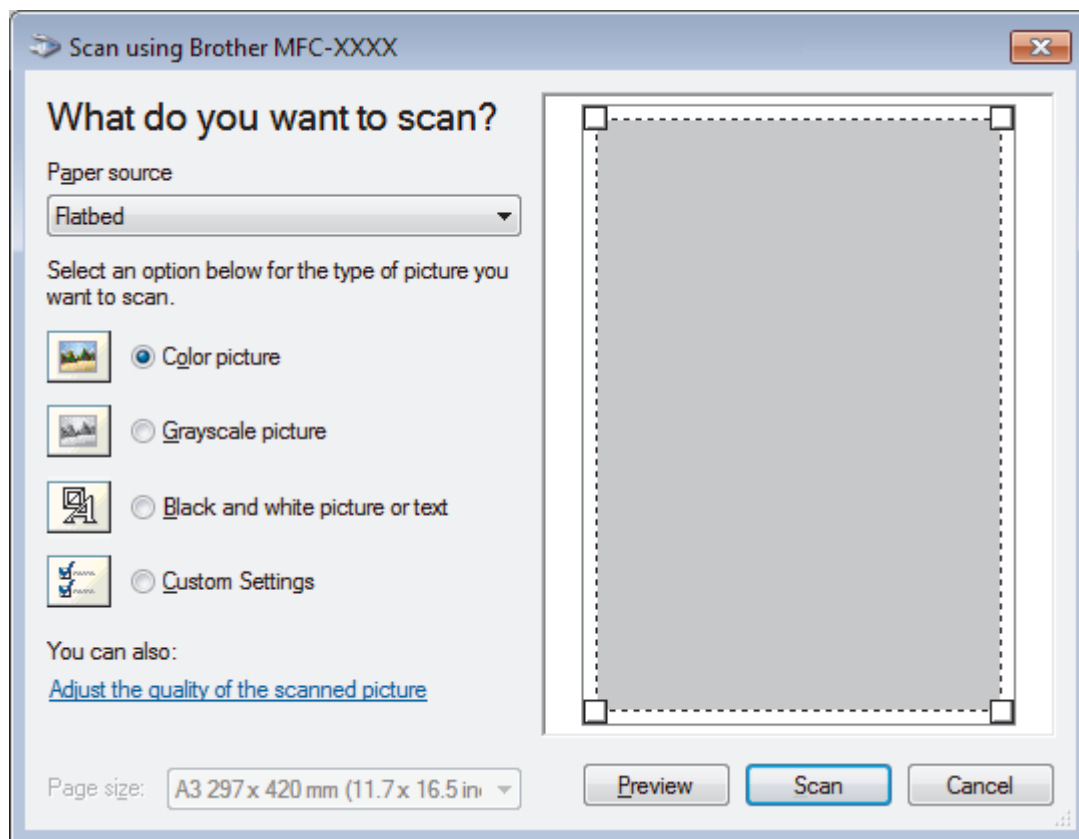 Scan using Brother MFC-XXXX
What do you want to scan?
Paper source
Flatbed
Select an option below for the type of picture you
want to scan.
Color picture
Grayscale picture
Black and white picture or text
Custom Settings
You can also:
Adjust the quality of the scanned picture
Page size: A3 297 x 420 mm (11.7 x 16.5 in
Preview Scan Cancel